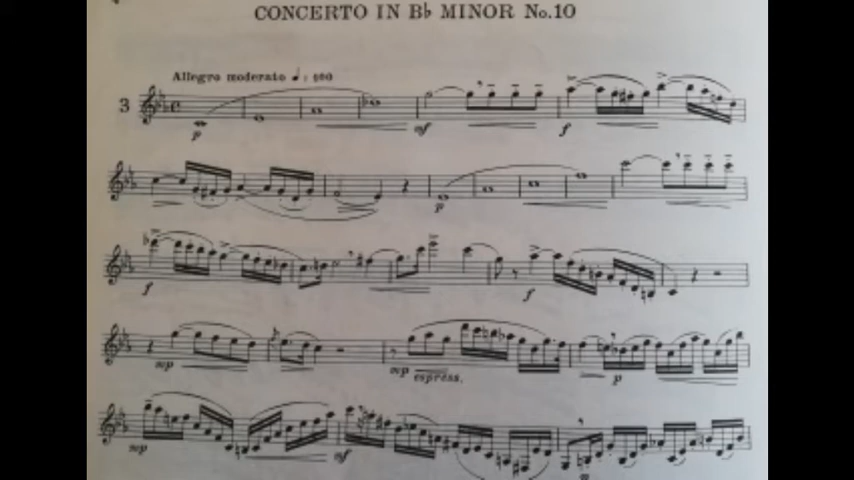 CONCERTO IN B♭ MINOR No.10
Allegro moderato
3
p mf f
p
f f
mp mp espress. p
mp mf